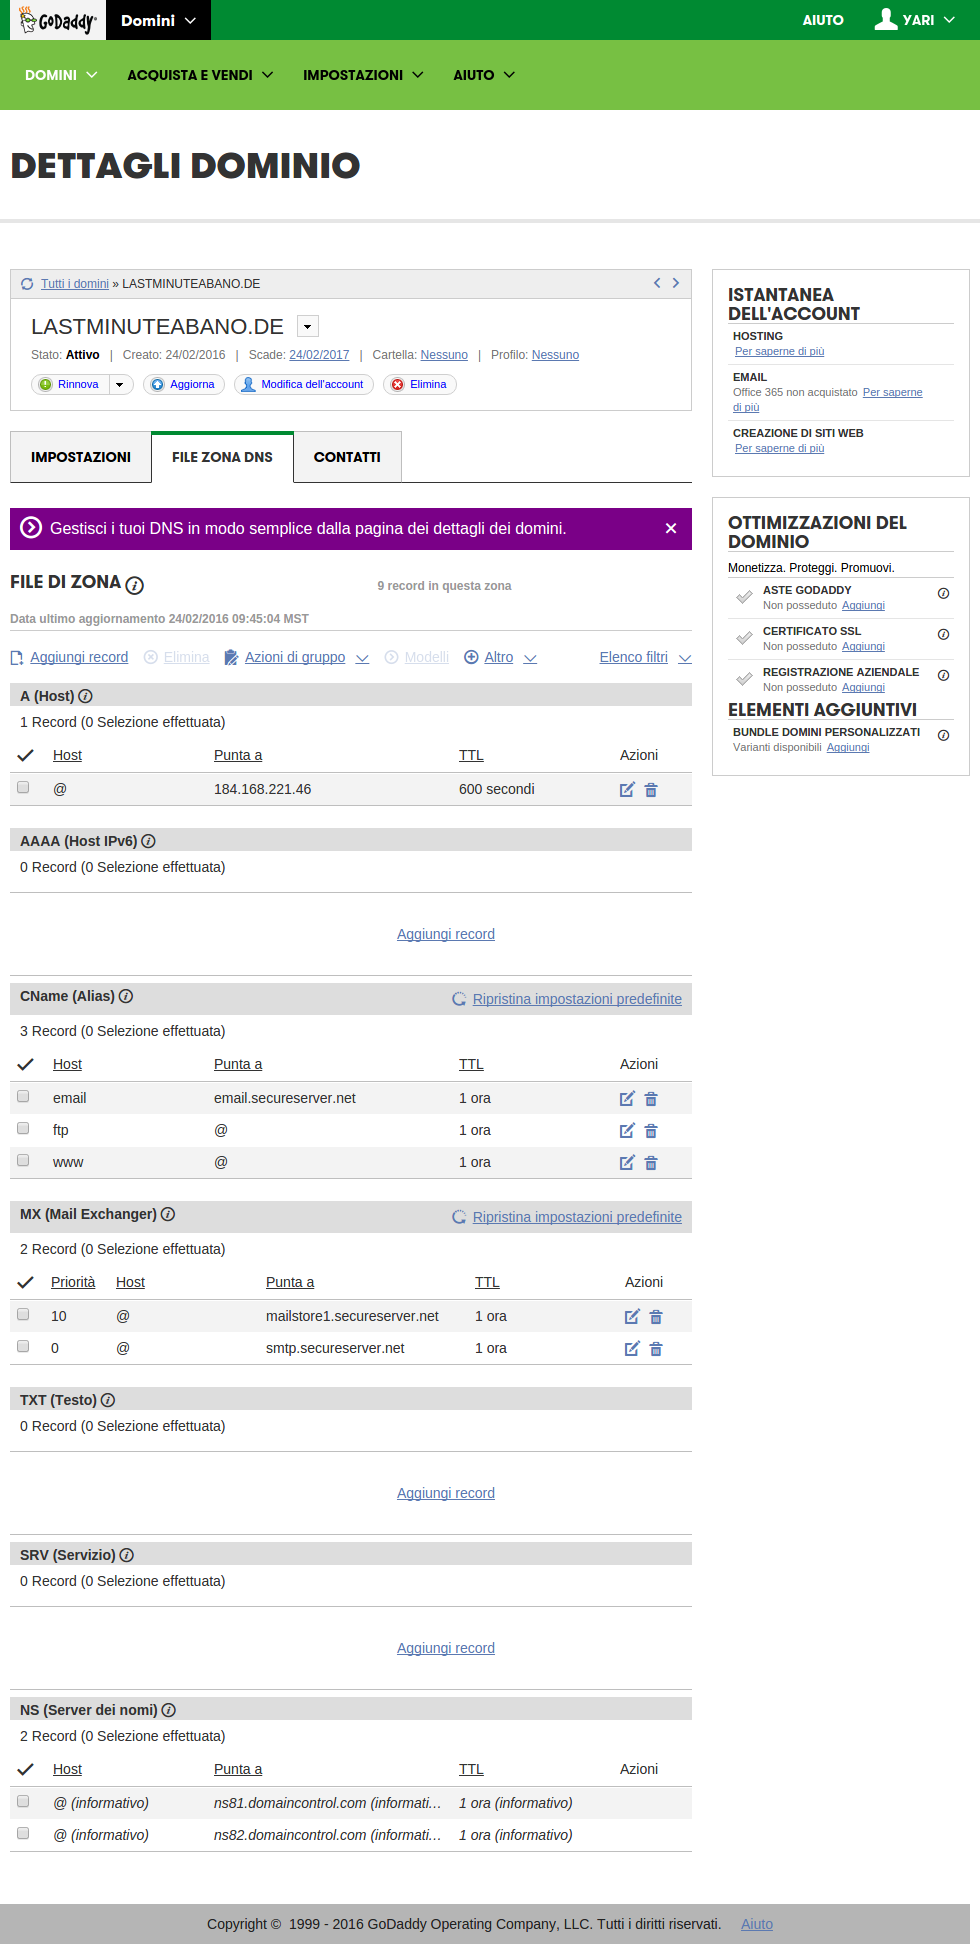 GoDaddy Domini AIUTO YARI
DOMINI ACQUISTA E VENDI IMPOSTAZIONI AIUTO
DETTAGLI DOMINIO
Tutti i domini » LASTMINUTEABANO.DE
LASTMINUTEABANO.DE
Stato: Attivo | Creato: 24/02/2016 | Scade: 24/02/2017 | Cartella: Nessuno | Profilo: Nessuno
Rinnova Aggiorna Modifica dell'account Elimina
IMPOSTAZIONI FILE ZONA DNS CONTATTI
Gestisci i tuoi DNS in modo semplice dalla pagina dei dettagli dei domini.
FILE DI ZONA 9 record in questa zona
Data ultimo aggiornamento 24/02/2016 09:45:04 MST
Aggiungi record Elimina Azioni di gruppo Modelli Altro Elenco filtri
A (Host)
1 Record (0 Selezione effettuata)
Host Punta a TTL Azioni
@ 184.168.221.46 600 secondi
AAAA (Host IPv6)
0 Record (0 Selezione effettuata)
Aggiungi record
CName (Alias) Ripristina impostazioni predefinite
3 Record (0 Selezione effettuata)
Host Punta a TTL Azioni
email email.secureserver.net 1 ora
ftp @ 1 ora
www @ 1 ora
MX (Mail Exchanger) Ripristina impostazioni predefinite
2 Record (0 Selezione effettuata)
Priorità Host Punta a TTL Azioni
10 @ mailstore1.secureserver.net 1 ora
0 @ smtp.secureserver.net 1 ora
TXT (Testo)
0 Record (0 Selezione effettuata)
Aggiungi record
SRV (Servizio)
0 Record (0 Selezione effettuata)
Aggiungi record
NS (Server dei nomi)
2 Record (0 Selezione effettuata)
Host Punta a TTL Azioni
@ (informativo) ns81.domaincontrol.com (informati... 1 ora (informativo)
@ (informativo) ns82.domaincontrol.com (informati... 1 ora (informativo)
ISTANTANEA
DELL'ACCOUNT
HOSTING
Per saperne di più
EMAIL
Office 365 non acquistato Per saperne
di più
CREAZIONE DI SITI WEB
Per saperne di più
OTTIMIZZAZIONI DEL
DOMINIO
Monetizza. Proteggi. Promuovi.
ASTE GODADDY
Non posseduto Aggiungi
CERTIFICATO SSL
Non posseduto Aggiungi
REGISTRAZIONE AZIENDALE
Non posseduto Aggiungi
ELEMENTI AGGIUNTIVI
BUNDLE DOMINI PERSONALIZZATI
Varianti disponibili Aggiungi
Copyright © 1999 - 2016 GoDaddy Operating Company, LLC. Tutti i diritti riservati. Aiuto